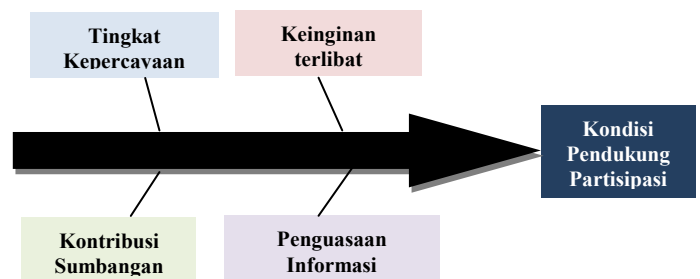 Tingkat
Kepercayaan
Keinginan
terlibat
Kondisi
Pendukung
Partisipasi
Kontribusi
Sumbangan
Penguasaan
Informasi